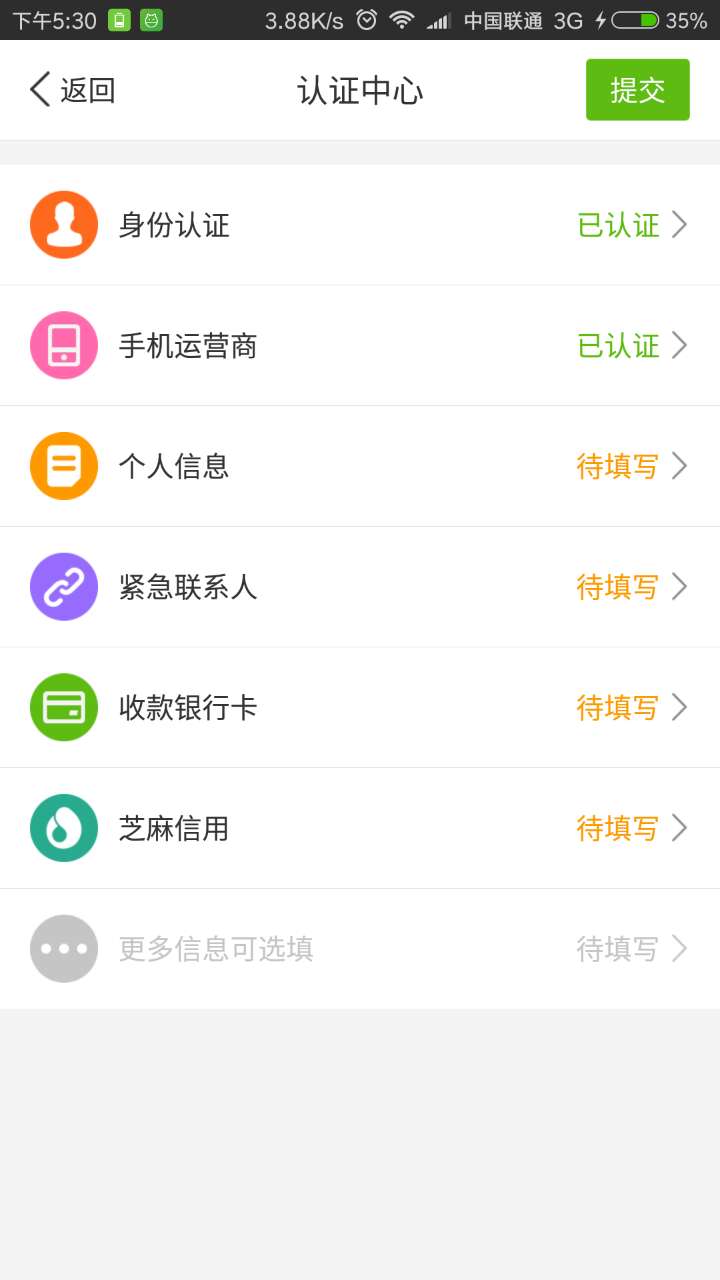 下午5:30 3.88K/s 中国联通 3G 35%
返回 认证中心 提交
身份认证 已认证
手机运营商 已认证
个人信息 待填写
紧急联系人 待填写
收款银行卡 待填写
芝麻信用 待填写
更多信息可选填 待填写